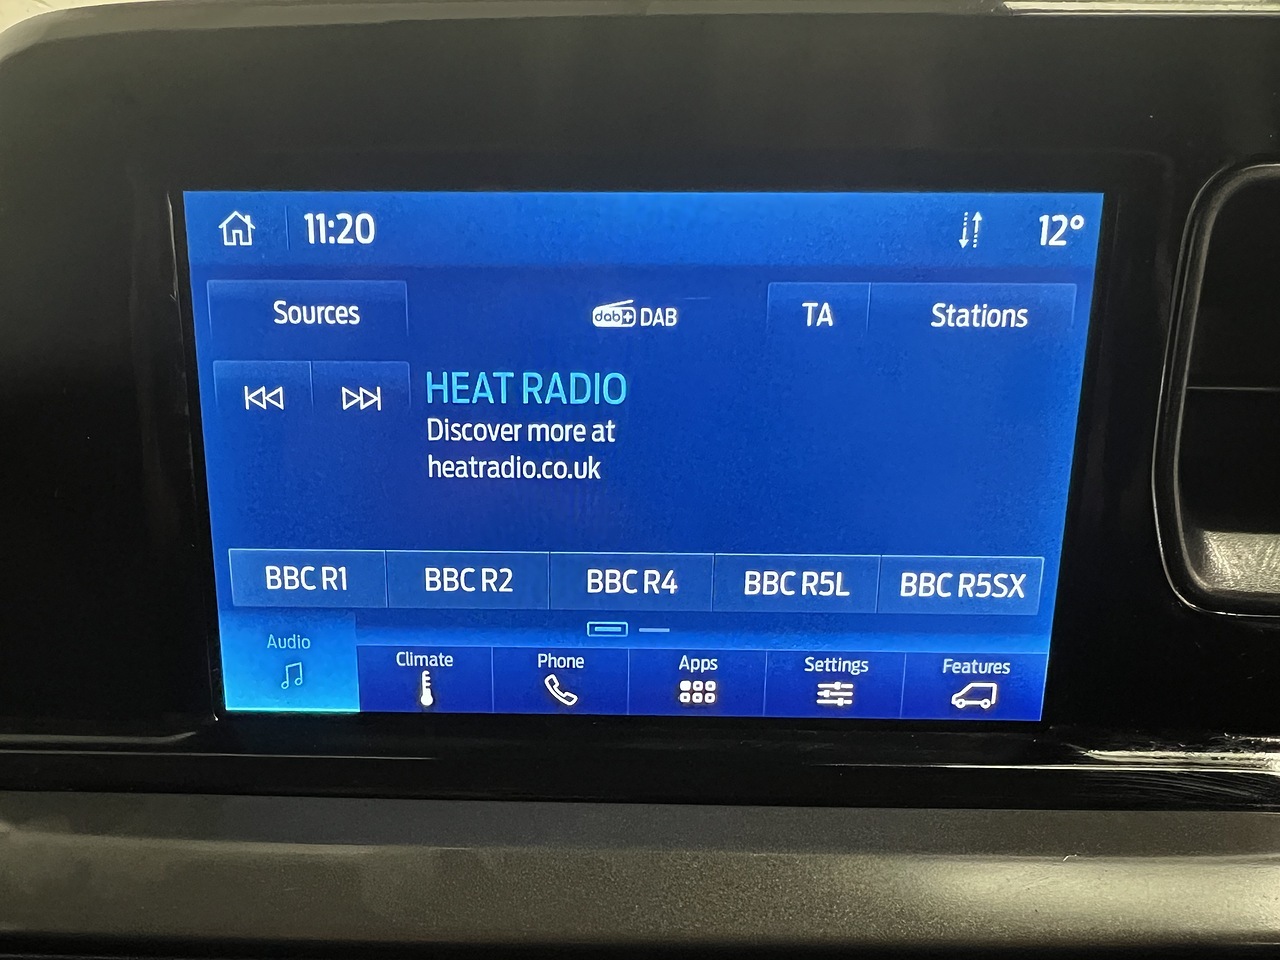 11:20
12°
Sources
dab+ DAB
TA
Stations
HEAT RADIO
Discover more at
heatradio.co.uk
BBC R1
BBC R2
BBC R4
BBC R5L
BBC R5SX
Audio
Climate
Phone
Apps
Settings
Features